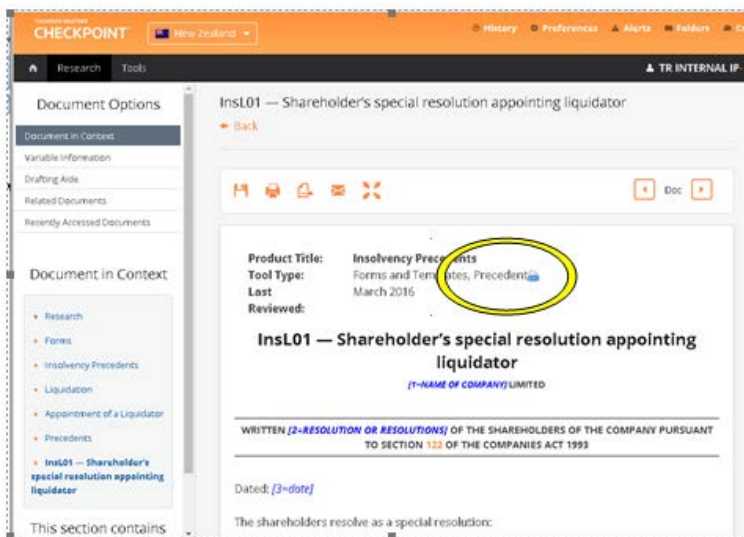 THOMSON REUTERS
CHECKPOINT
New Zealand
History Preferences Alerts Folders
Research Tools
TR INTERNAL IP
Document Options
Document in Context
Variable Information
Drafting Aide
Related Documents
Recently Accessed Documents
Document in Context
Research
Forms
Insolvency Precedents
Liquidation
Appointment of a Liquidator
Precedents
InsL01 — Shareholder's
special resolution appointing
liquidator
This section contains
InsL01 — Shareholder's special resolution appointing liquidator
Back
Doc
Product Title: Insolvency Precedents
Tool Type: Forms and Templates, Precedent
Last March 2016
Reviewed:
InsL01 — Shareholder's special resolution appointing
liquidator
[1=NAME OF COMPANY] LIMITED
WRITTEN [2=RESOLUTION OR RESOLUTIONS] OF THE SHAREHOLDERS OF THE COMPANY PURSUANT
TO SECTION 122 OF THE COMPANIES ACT 1993
Dated: [3=date]
The shareholders resolve as a special resolution: